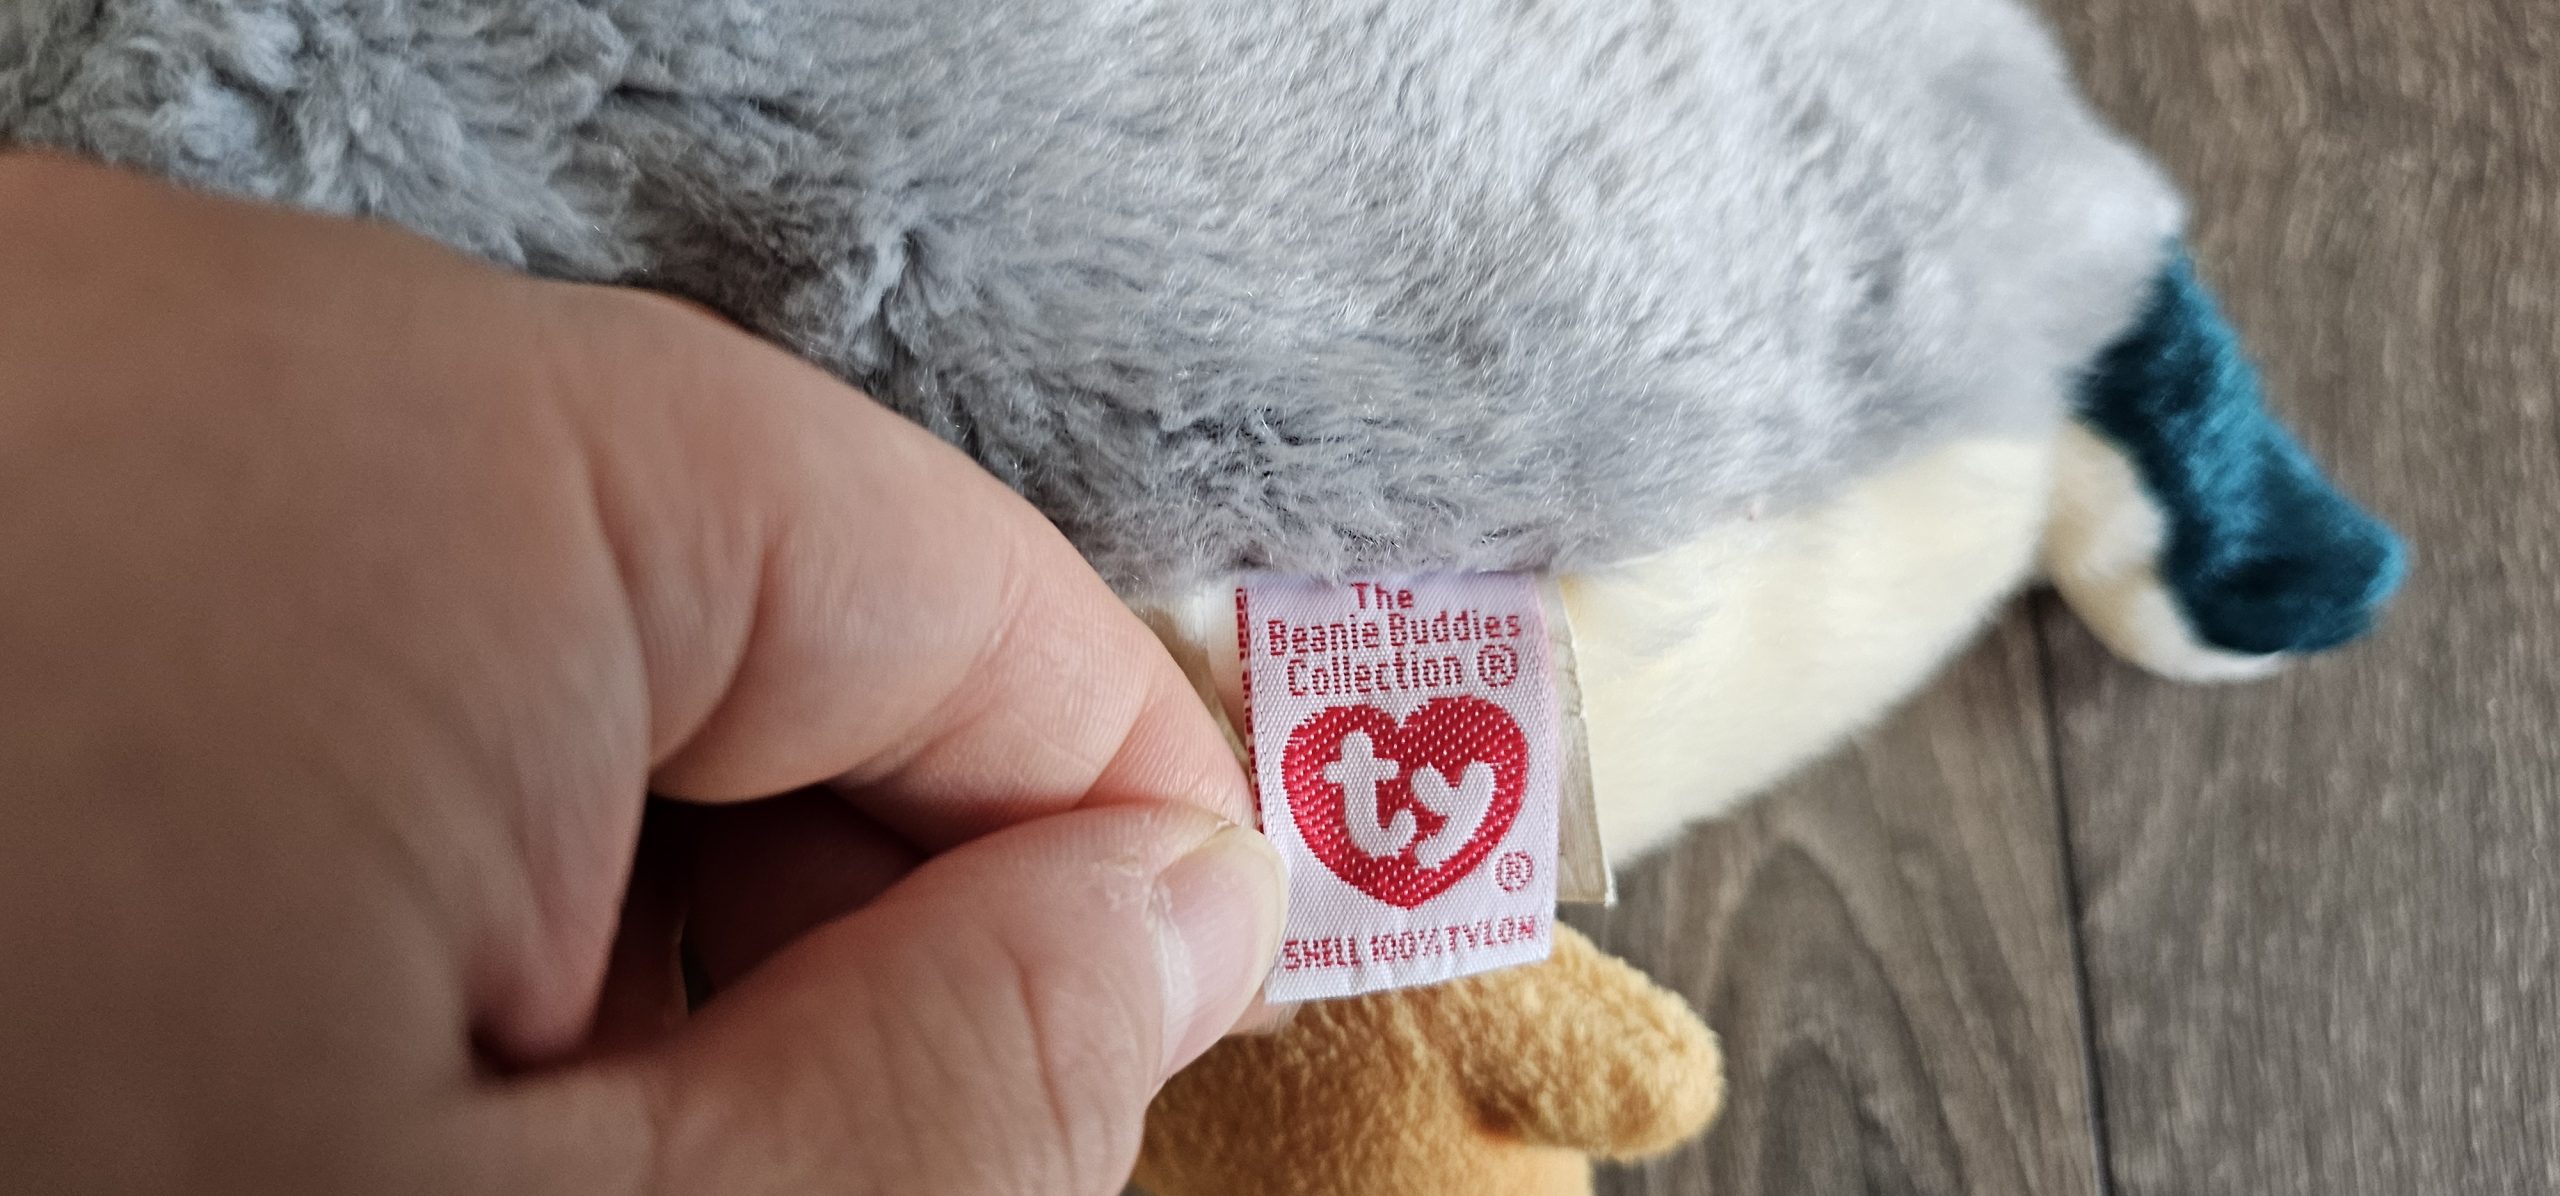 The
Beanie Buddies
Collection ®
ty
®
SHELL 100% TYLON